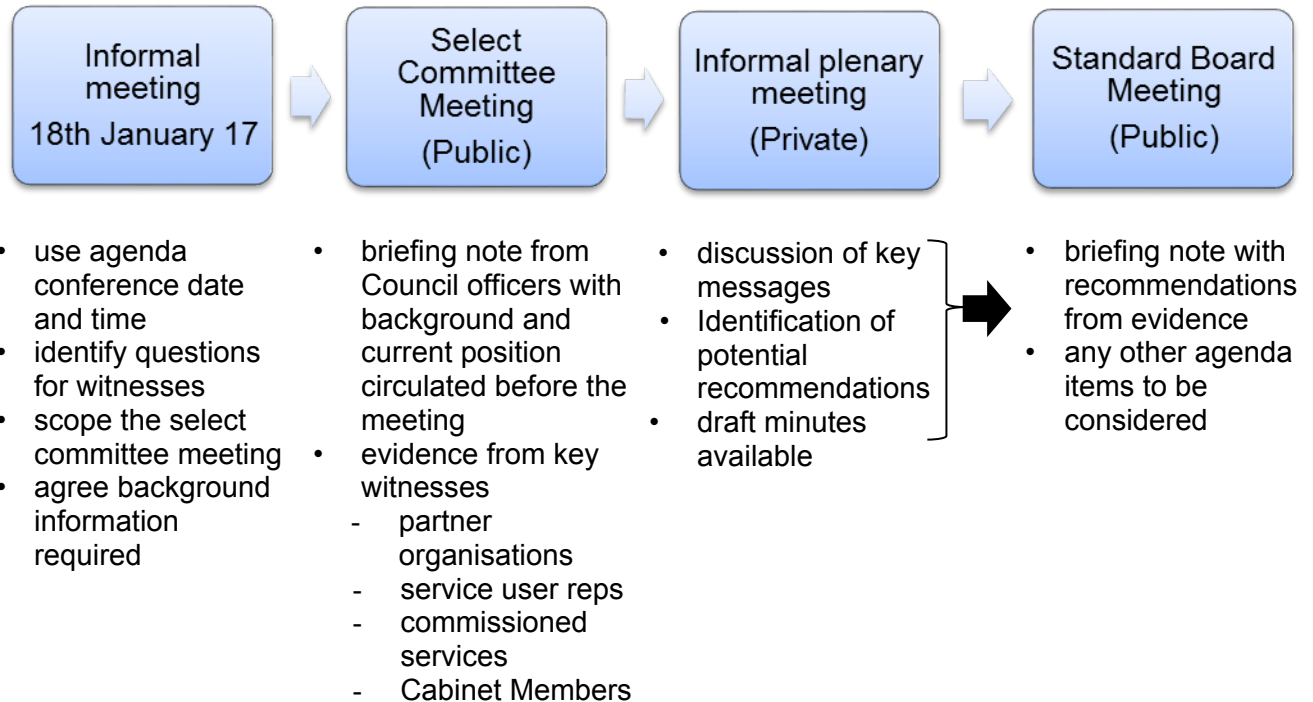 Informal
meeting
18th January 17
Select
Committee
Meeting
(Public)
Informal plenary
meeting
(Private)
Standard Board
Meeting
(Public)
• use agenda
conference date
and time
• identify questions
for witnesses
• scope the select
committee meeting
• agree background
information
required
• briefing note from
Council officers with
background and
current position
circulated before the
meeting
• evidence from key
witnesses
- partner
organisations
- service user reps
- commissioned
services
- Cabinet Members
• discussion of key
messages
• Identification of
potential
recommendations
• draft minutes
available
• briefing note with
recommendations
from evidence
• any other agenda
items to be
considered